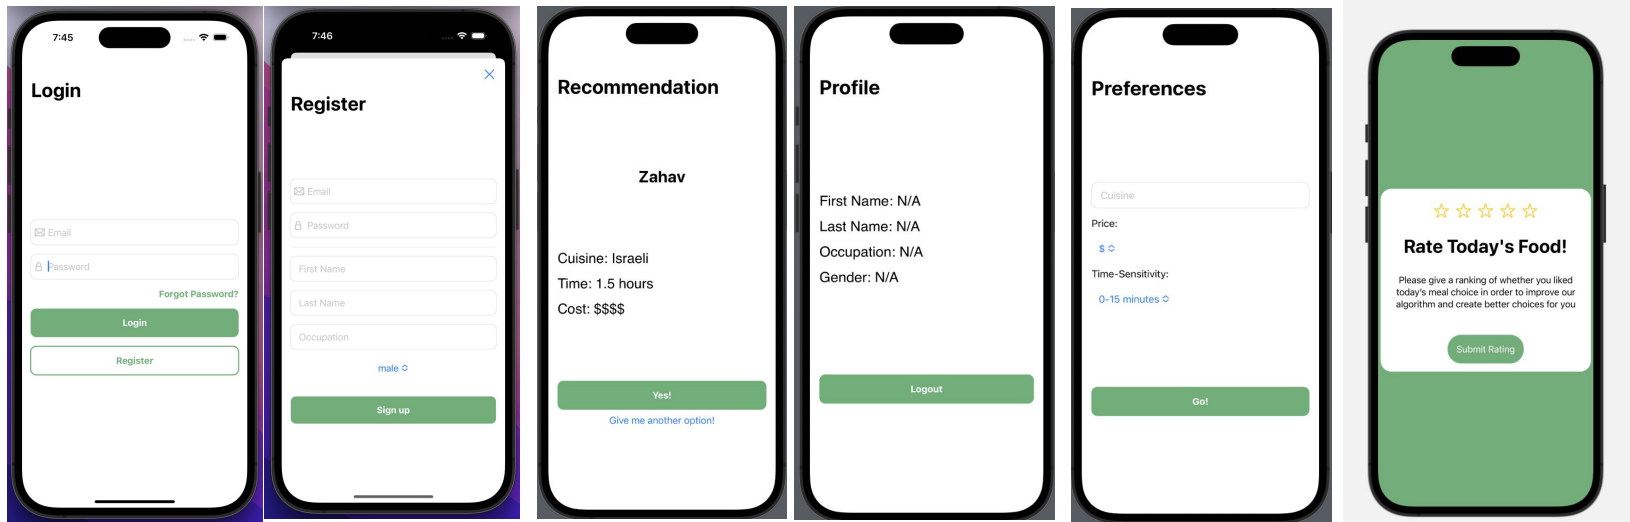 7:45
Login
Email
Password
Forgot Password?
Login
Register
7:46
Register
Email
Password
First Name
Last Name
Occupation
male
Sign up
Recommendation
Zahav
Cuisine: Israeli
Time: 1.5 hours
Cost: $$$$
Yes!
Give me another option!
Profile
First Name: N/A
Last Name: N/A
Occupation: N/A
Gender: N/A
Logout
Preferences
Cuisine
Price:
$
Time-Sensitivity:
0-15 minutes
Go!
Rate Today's Food!
Please give a ranking of whether you liked
today's meal choice in order to improve our
algorithm and create better choices for you
Submit Rating